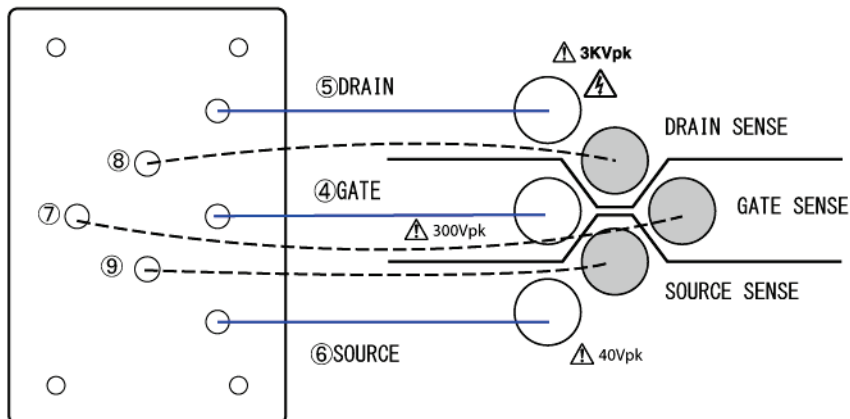 ⚠ 3KVpk
⑤DRAIN
DRAIN SENSE
⑧
④GATE
⑦
GATE SENSE
⚠ 300Vpk
⑨
SOURCE SENSE
⑥SOURCE
⚠ 40Vpk